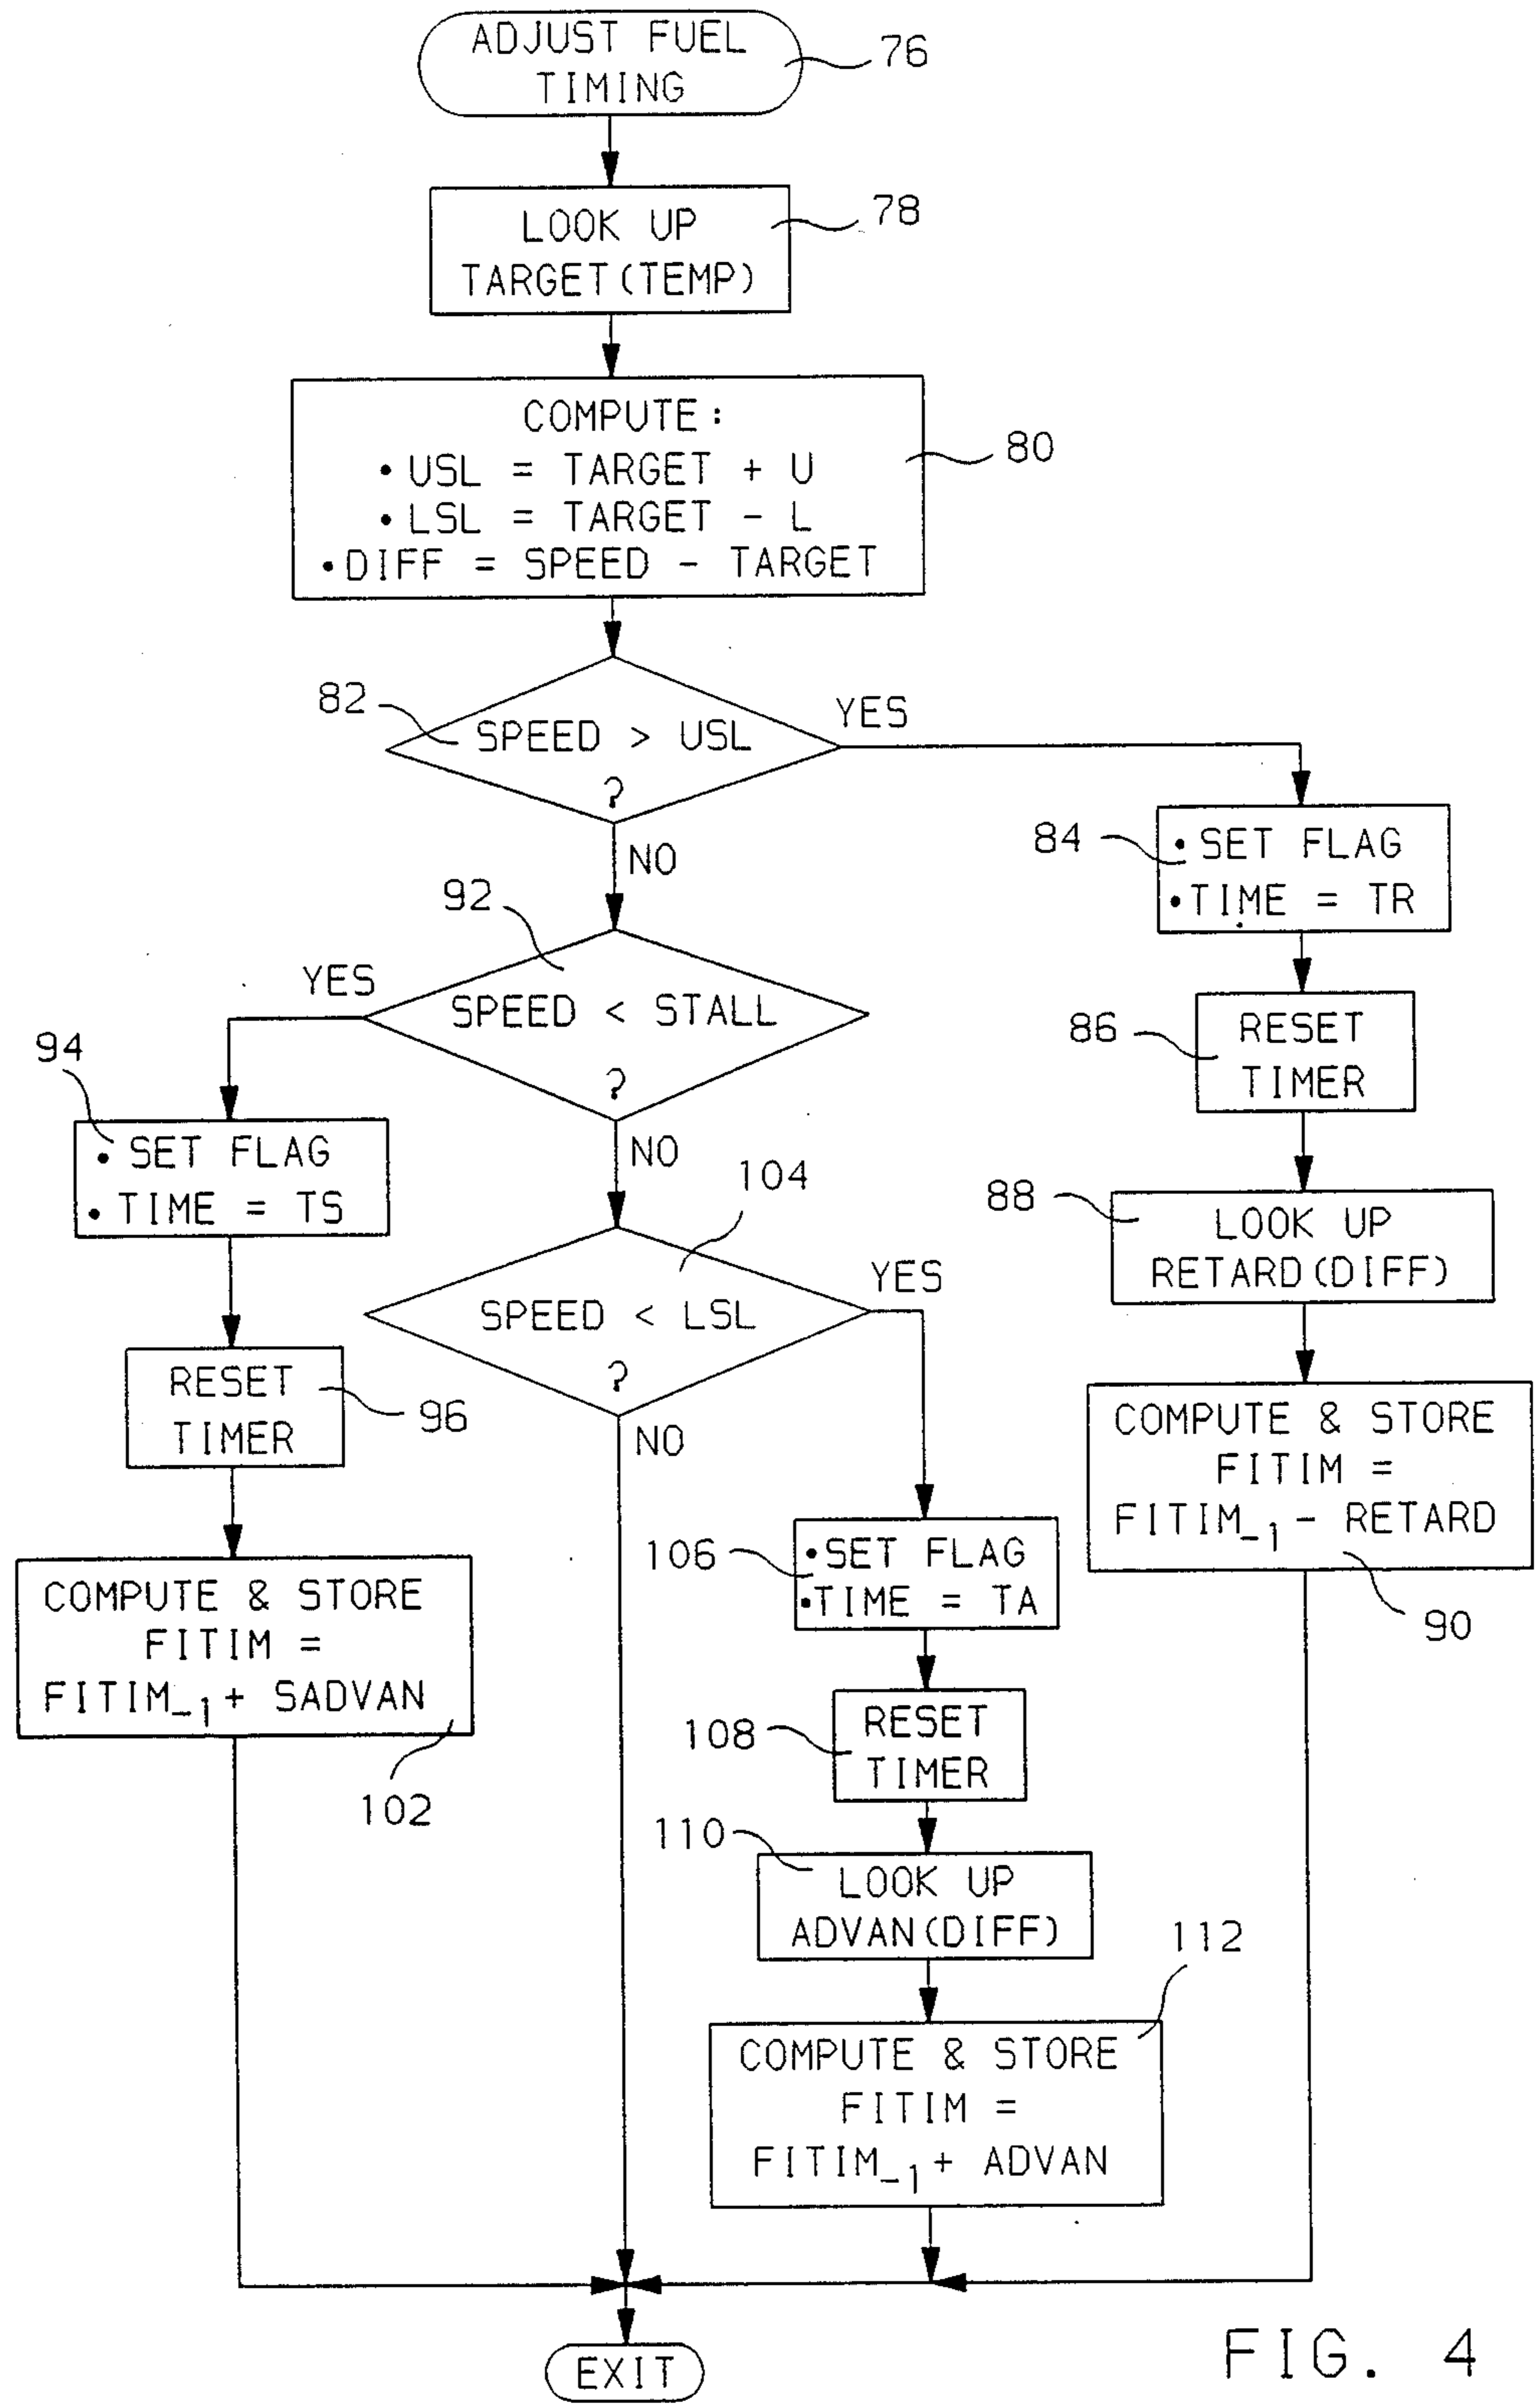 ADJUST FUEL
TIMING
76
LOOK UP
TARGET(TEMP)
78
COMPUTE:
• USL = TARGET + U
• LSL = TARGET - L
• DIFF = SPEED - TARGET
80
82
SPEED > USL
?
YES
NO
84
• SET FLAG
• TIME = TR
86
RESET
TIMER
88
LOOK UP
RETARD(DIFF)
COMPUTE & STORE
FITIM =
FITIM_1 - RETARD
90
92
SPEED < STALL
?
YES
NO
94
• SET FLAG
• TIME = TS
RESET
TIMER
96
COMPUTE & STORE
FITIM =
FITIM_1 + SADVAN
102
104
SPEED < LSL
?
YES
NO
106
• SET FLAG
• TIME = TA
108
RESET
TIMER
110
LOOK UP
ADVAN(DIFF)
112
COMPUTE & STORE
FITIM =
FITIM_1 + ADVAN
EXIT
FIG. 4